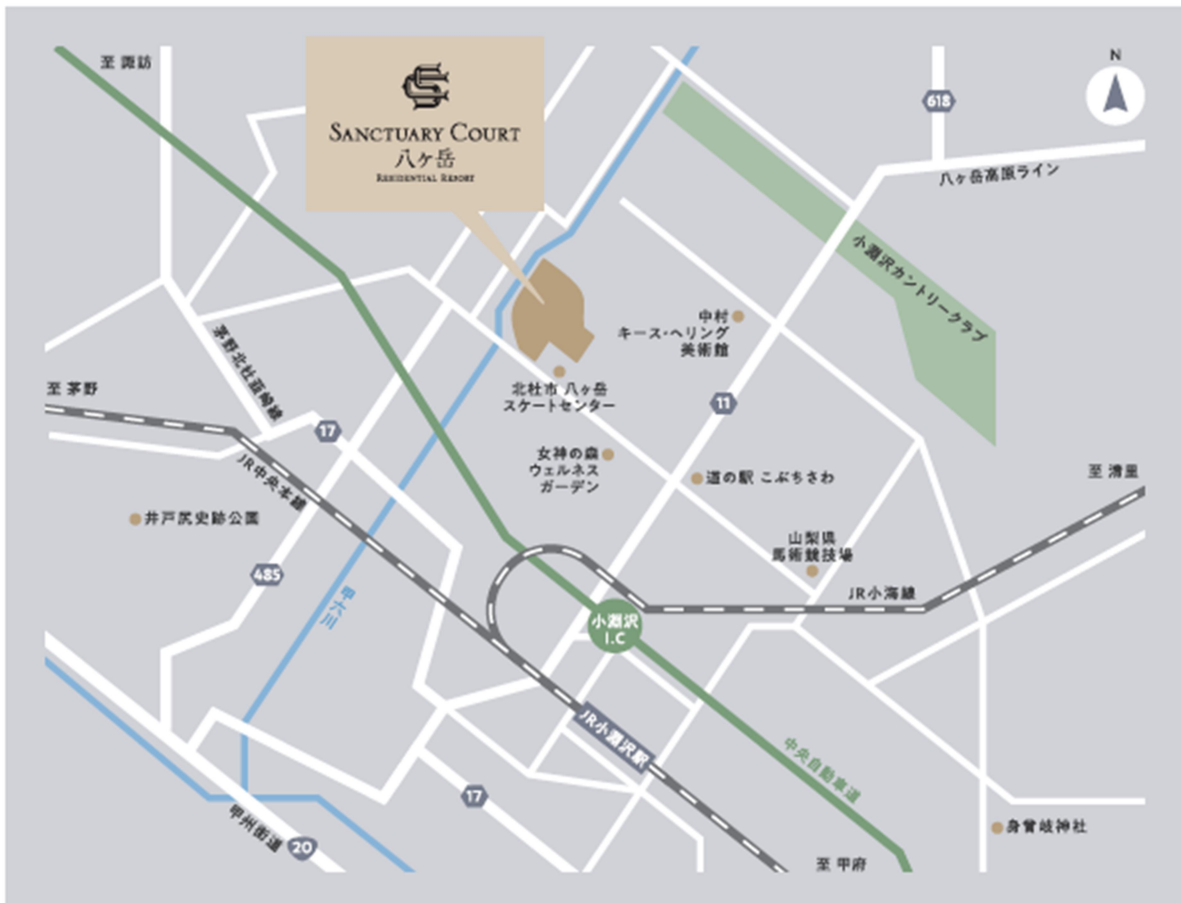 至 諏訪
SANCTUARY COURT
八ヶ岳
RESIDENTIAL RESORT
N
618
八ヶ岳高原ライン
小淵沢カントリークラブ
中村
キース・ヘリング
美術館
茅野北杜韮崎線
至 茅野
北杜市 八ヶ岳
スケートセンター
11
17
JR中央本線
女神の森
ウェルネス
ガーデン
道の駅 こぶちさわ
至 清里
井戸尻史跡公園
山梨県
馬術競技場
485
甲六川
JR小海線
小淵沢
I.C
JR小淵沢駅
中央自動車道
17
甲州街道
20
身曾岐神社
至 甲府